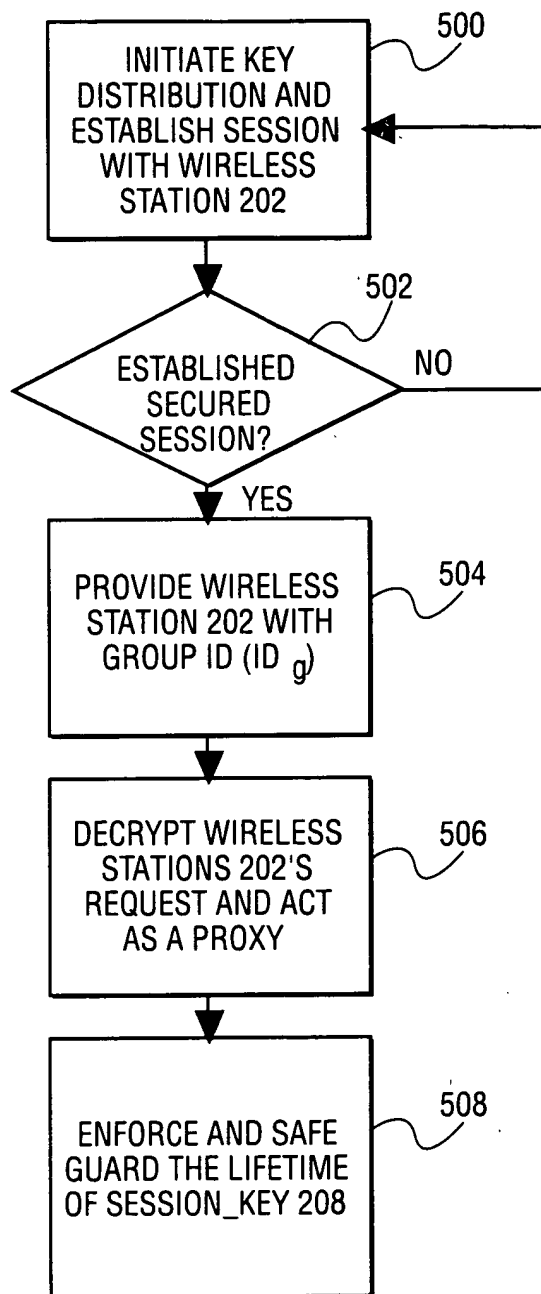 500
INITIATE KEY
DISTRIBUTION AND
ESTABLISH SESSION
WITH WIRELESS
STATION 202
502
ESTABLISHED
SECURED
SESSION?
NO
YES
504
PROVIDE WIRELESS
STATION 202 WITH
GROUP ID (ID g)
506
DECRYPT WIRELESS
STATIONS 202'S
REQUEST AND ACT
AS A PROXY
508
ENFORCE AND SAFE
GUARD THE LIFETIME
OF SESSION_KEY 208